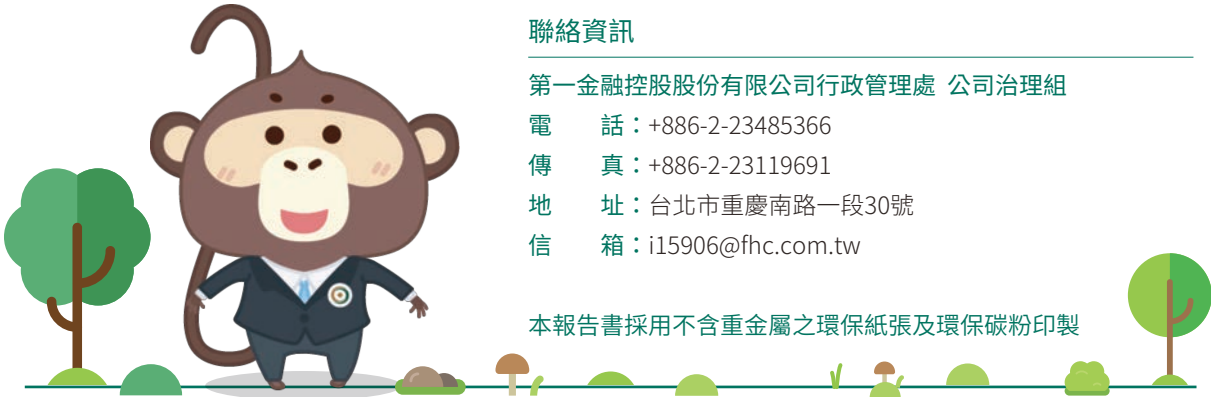 聯絡資訊
第一金融控股股份有限公司行政管理處 公司治理組
電　　話：+886-2-23485366
傳　　真：+886-2-23119691
地　　址：台北市重慶南路一段30號
信　　箱：i15906@fhc.com.tw
本報告書採用不含重金屬之環保紙張及環保碳粉印製